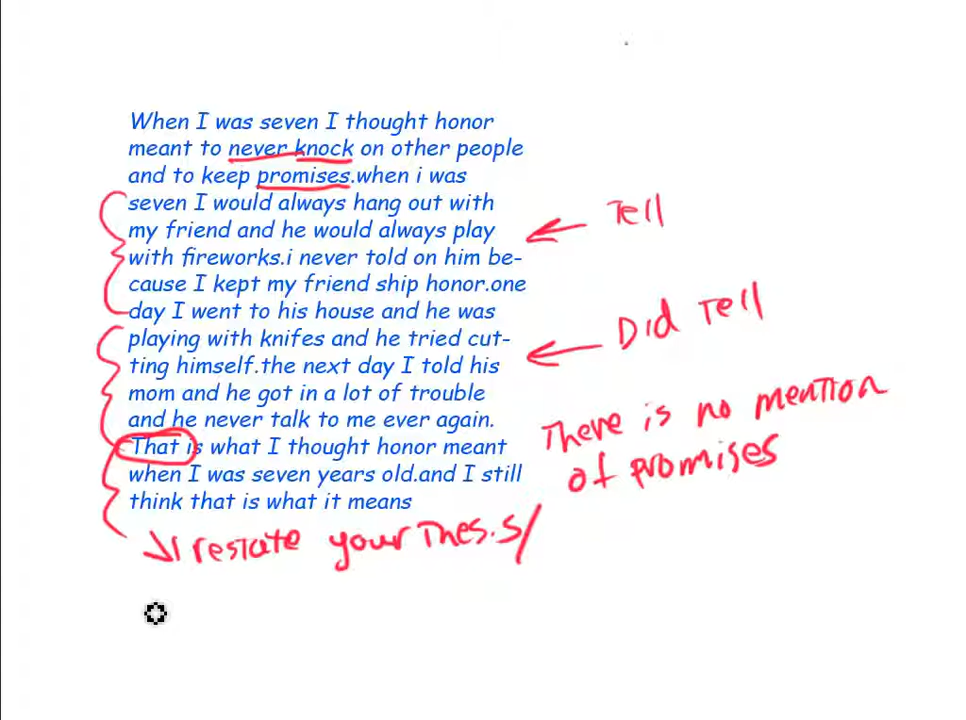 When I was seven I thought honor
meant to never knock on other people
and to keep promises.when i was
seven I would always hang out with
my friend and he would always play
with fireworks.i never told on him be-
cause I kept my friend ship honor.one
day I went to his house and he was
playing with knifes and he tried cut-
ting himself.the next day I told his
mom and he got in a lot of trouble
and he never talk to me ever again.
That is what I thought honor meant
when I was seven years old.and I still
think that is what it means
Tell
Did Tell
There is no mention
of promises
restate your Thesis